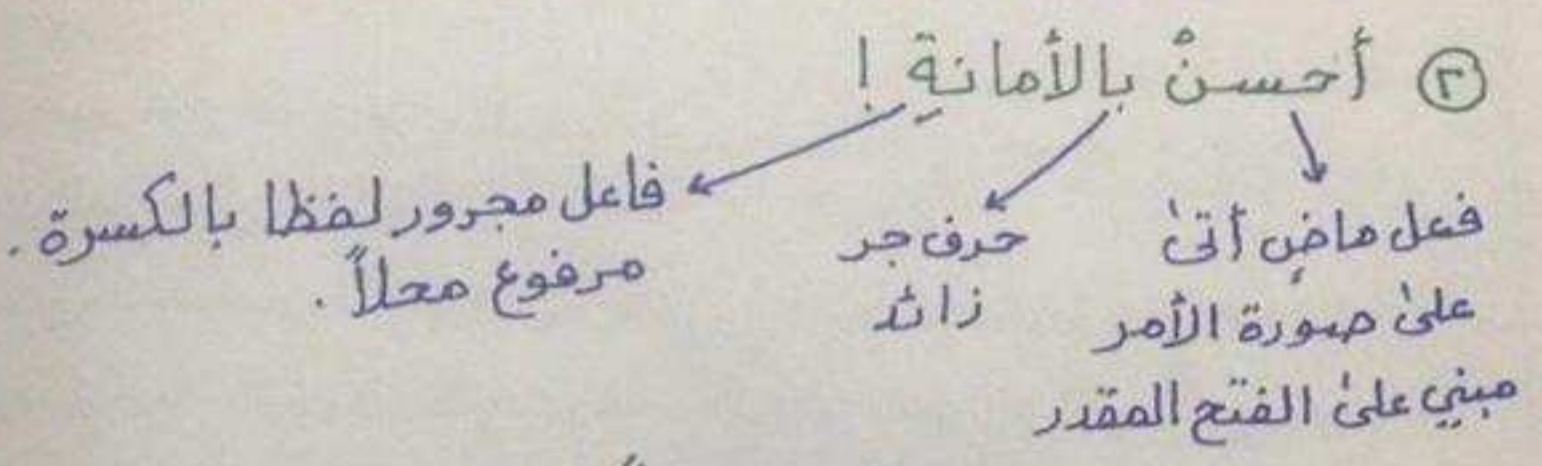 ٢ أحسنْ بالأمانةِ !
فعل ماضٍ أتىٰ
علىٰ صورة الأمر
مبني علىٰ الفتح المقدر
حرف جر
زائد
فاعل مجرور لفظا بالكسرة .
مرفوع محلاً .